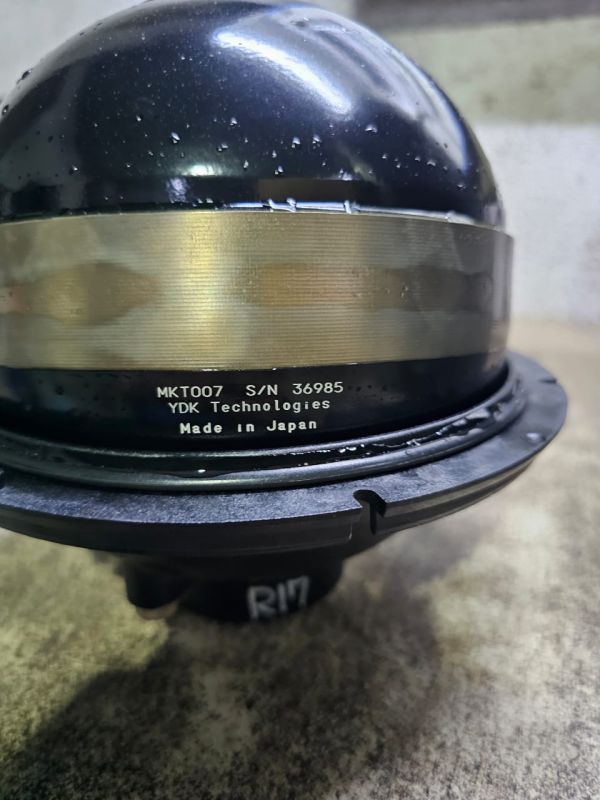 MKT007 S/N 36985
YDK Technologies
Made in Japan
R17